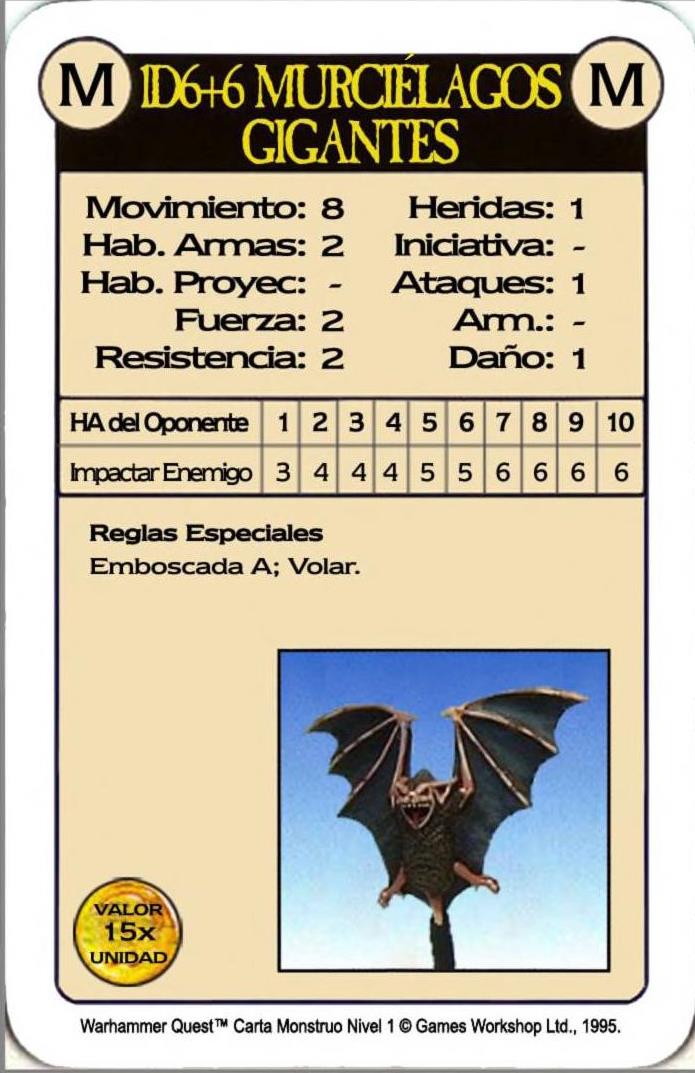 M 1D6+6 MURCIÉLAGOS M
GIGANTES
Movimiento: 8 Heridas: 1
Hab. Armas: 2 Iniciativa: -
Hab. Proyec: - Ataques: 1
Fuerza: 2 Arm.: -
Resistencia: 2 Daño: 1
HA del Oponente 1 2 3 4 5 6 7 8 9 10
Impactar Enemigo 3 4 4 4 5 5 6 6 6 6
Reglas Especiales
Emboscada A; Volar.
VALOR
15x
UNIDAD
Warhammer Quest™ Carta Monstruo Nivel 1 © Games Workshop Ltd., 1995.